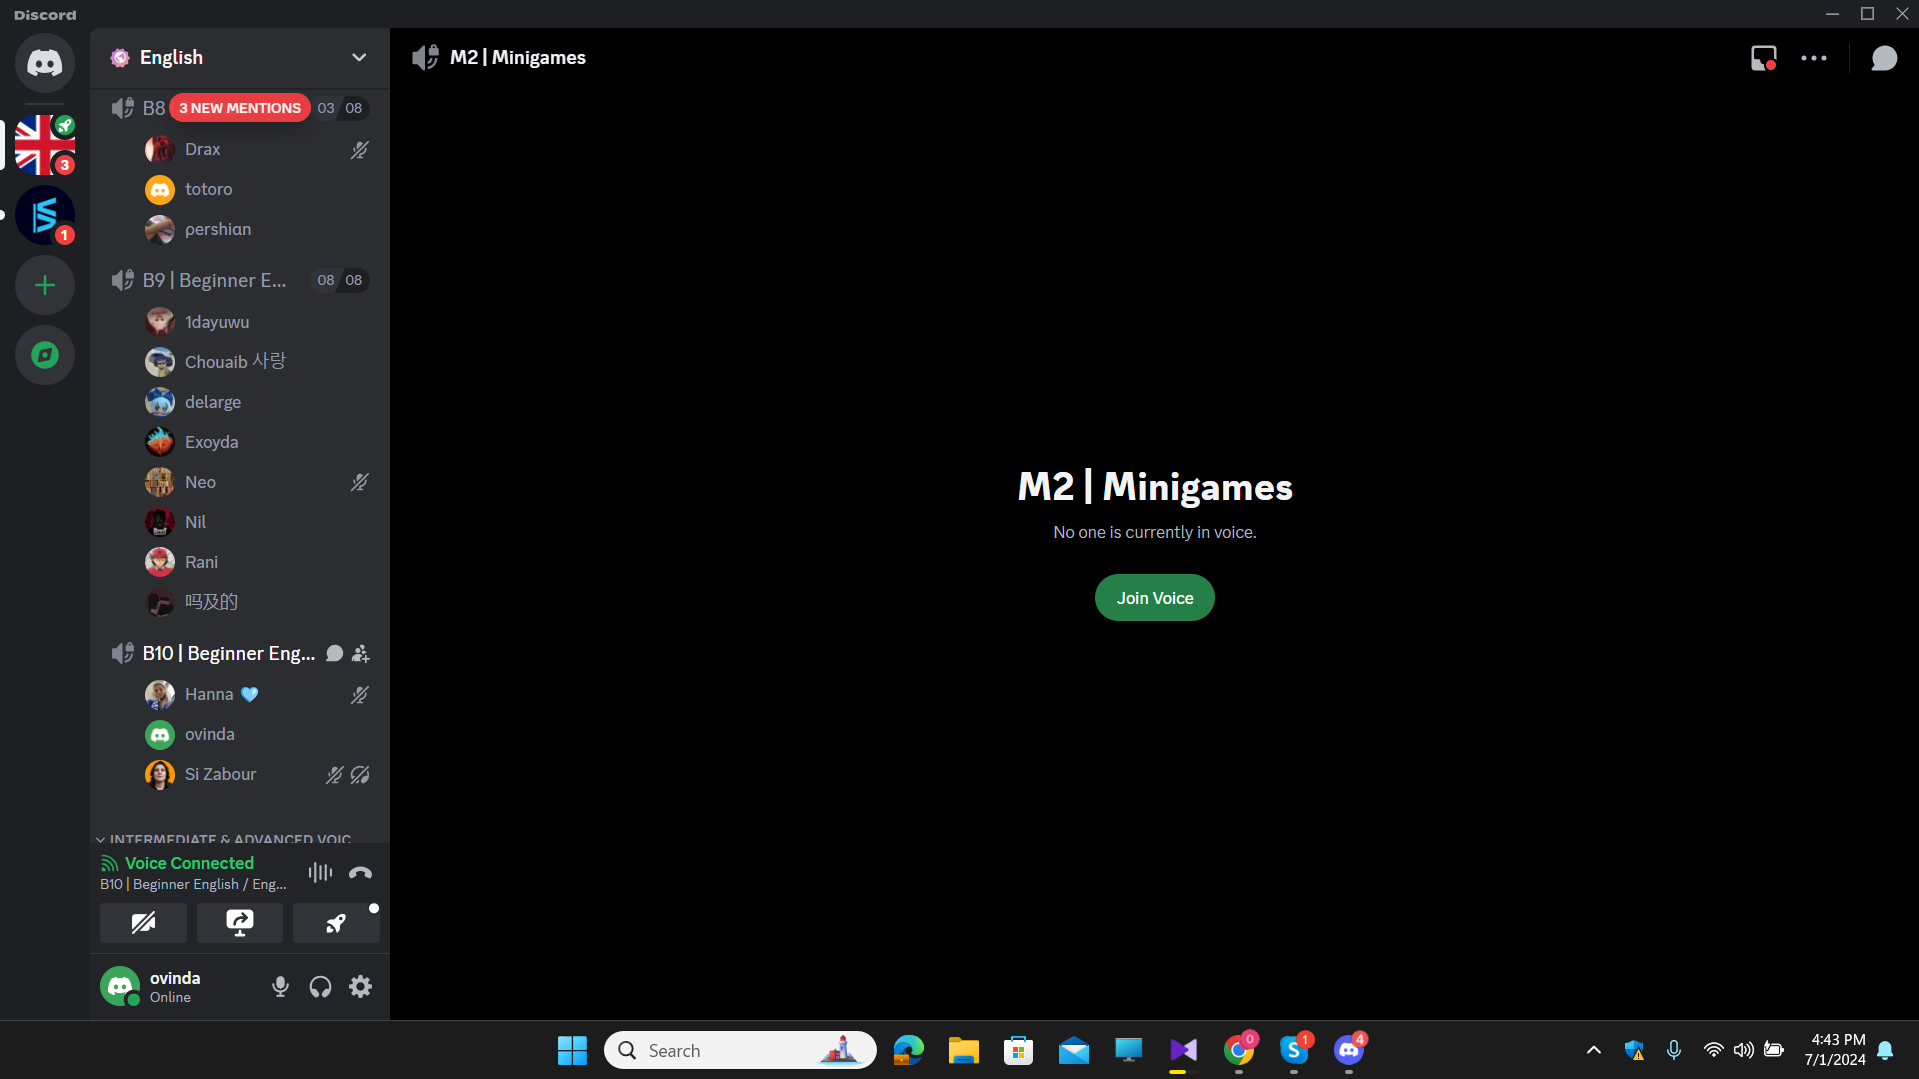 Discord
English
B8
3 NEW MENTIONS
03 08
Drax
totoro
pershian
B9 | Beginner E...
08 08
1dayuwu
Chouaib 사랑
delarge
Exoyda
Neo
Nil
Rani
吗及的
B10 | Beginner Eng...
Hanna
ovinda
Si Zabour
INTERMEDIATE & ADVANCED VOIC
Voice Connected
B10 | Beginner English / Eng...
ovinda
Online
3
1
M2 | Minigames
M2 | Minigames
No one is currently in voice.
Join Voice
Search
0
S
1
4
4:43 PM
7/1/2024